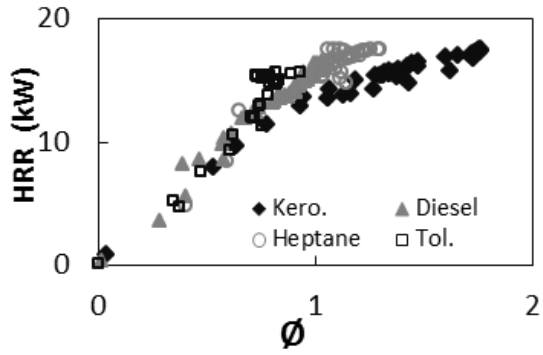 20
HRR (kW)
10
Kero.
Diesel
Heptane
Tol.
0
0
1
2
Ø